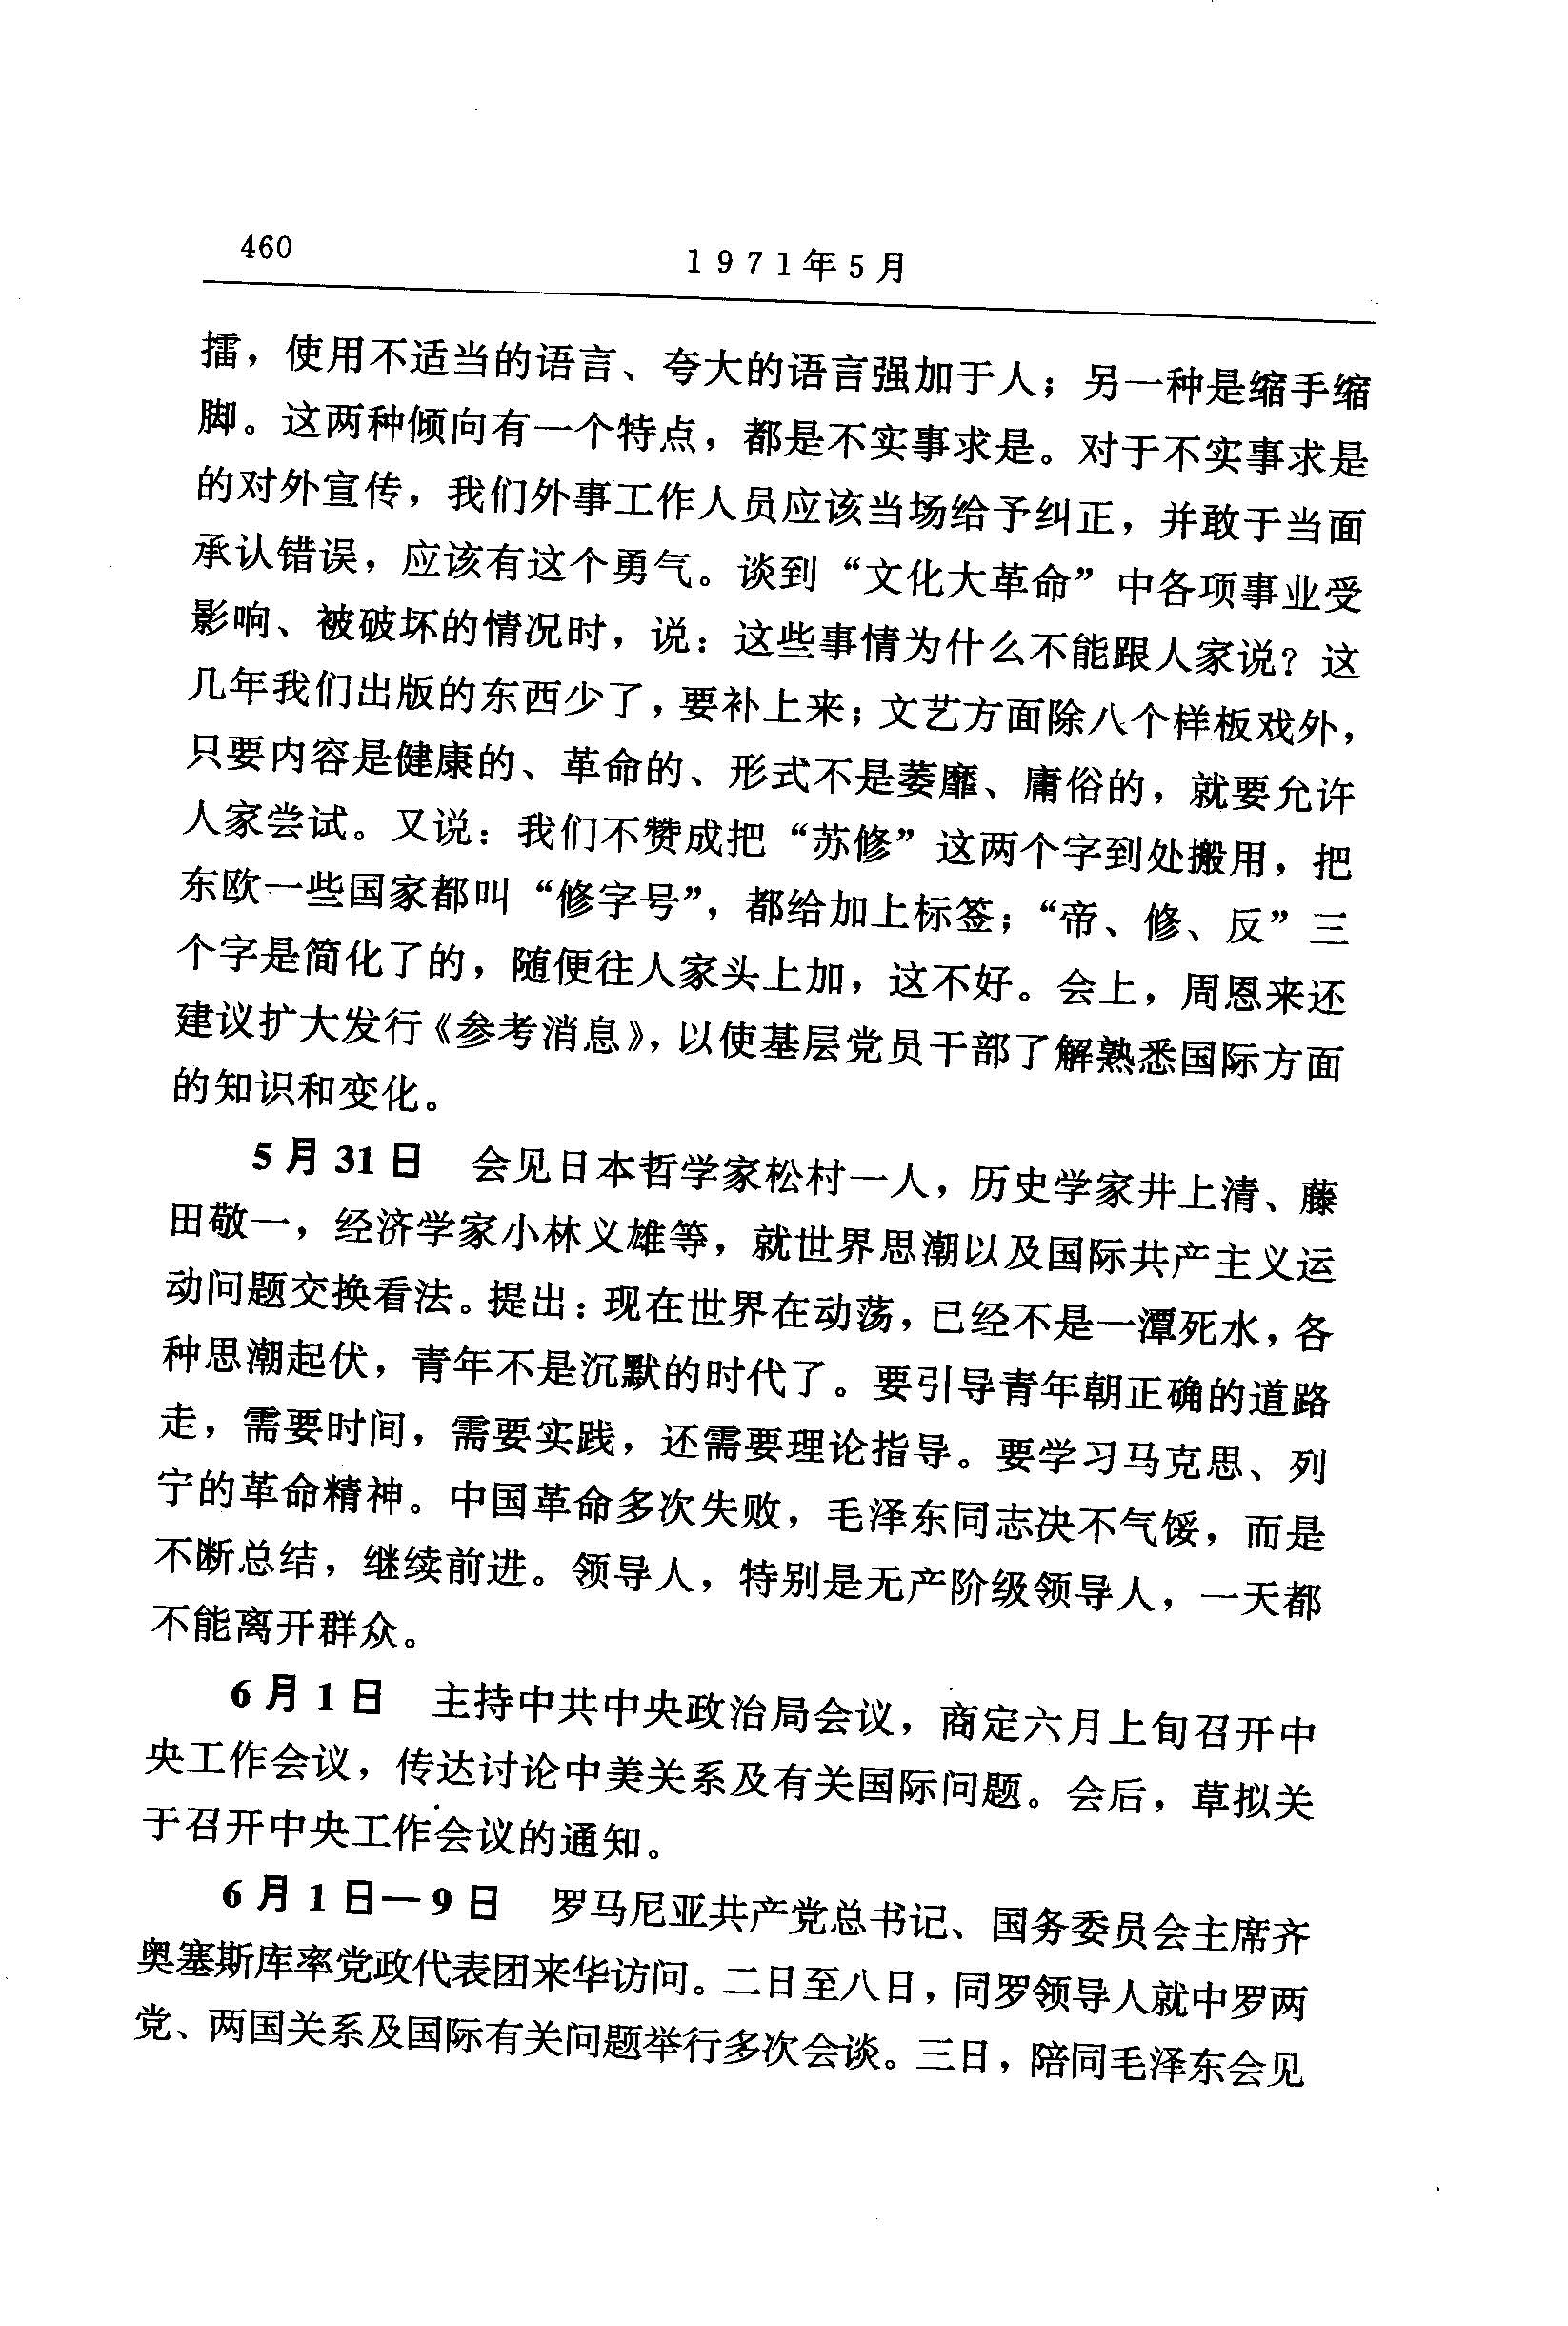 460
1971年5月
擂，使用不适当的语言、夸大的语言强加于人；另一种是缩手缩
脚。这两种倾向有一个特点，都是不实事求是。对于不实事求是
的对外宣传，我们外事工作人员应该当场给予纠正，并敢于当面
承认错误，应该有这个勇气。谈到“文化大革命”中各项事业受
影响、被破坏的情况时，说：这些事情为什么不能跟人家说？这
几年我们出版的东西少了，要补上来；文艺方面除八个样板戏外，
只要内容是健康的、革命的、形式不是萎靡、庸俗的，就要允许
人家尝试。又说：我们不赞成把“苏修”这两个字到处搬用，把
东欧一些国家都叫“修字号”，都给加上标签；“帝、修、反”三
个字是简化了的，随便往人家头上加，这不好。会上，周恩来还
建议扩大发行《参考消息》，以使基层党员干部了解熟悉国际方面
的知识和变化。
5月31日 会见日本哲学家松村一人，历史学家井上清、藤
田敬一，经济学家小林义雄等，就世界思潮以及国际共产主义运
动问题交换看法。提出：现在世界在动荡，已经不是一潭死水，各
种思潮起伏，青年不是沉默的时代了。要引导青年朝正确的道路
走，需要时间，需要实践，还需要理论指导。要学习马克思、列
宁的革命精神。中国革命多次失败，毛泽东同志决不气馁，而是
不断总结，继续前进。领导人，特别是无产阶级领导人，一天都
不能离开群众。
6月1日 主持中共中央政治局会议，商定六月上旬召开中
央工作会议，传达讨论中美关系及有关国际问题。会后，草拟关
于召开中央工作会议的通知。
6月1日—9日 罗马尼亚共产党总书记、国务委员会主席齐
奥塞斯库率党政代表团来华访问。二日至八日，同罗领导人就中罗两
党、两国关系及国际有关问题举行多次会谈。三日，陪同毛泽东会见